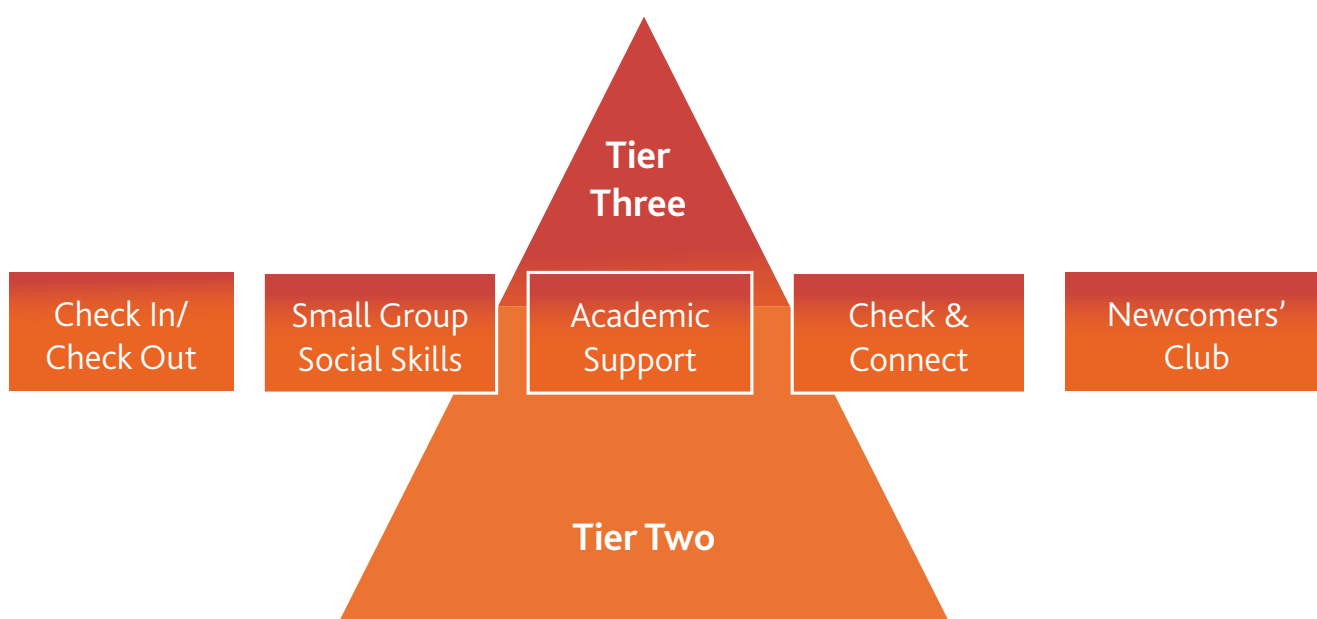 Tier
Three
Check In/
Check Out
Small Group
Social Skills
Academic
Support
Check &
Connect
Newcomers’
Club
Tier Two